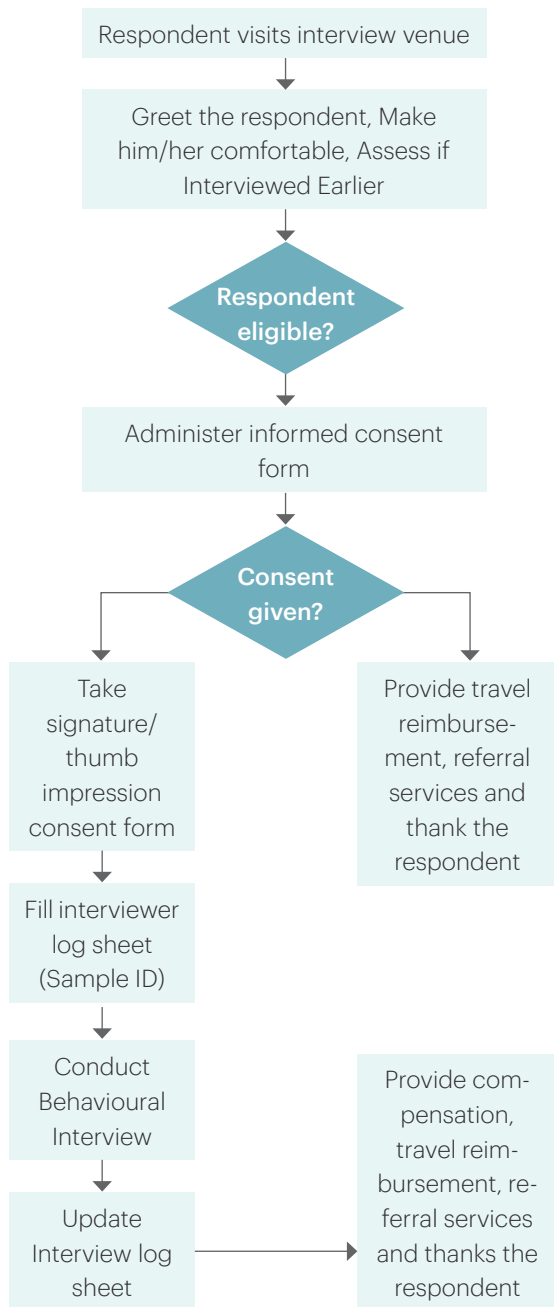 Respondent visits interview venue
Greet the respondent, Make
him/her comfortable, Assess if
Interviewed Earlier
Respondent
eligible?
Administer informed consent
form
Consent
given?
Take
signature/
thumb
impression
consent form
Provide travel
reimburse-
ment, referral
services and
thank the
respondent
Fill interviewer
log sheet
(Sample ID)
Conduct
Behavioural
Interview
Update
Interview log
sheet
Provide com-
pensation,
travel reim-
bursement, re-
ferral services
and thanks the
respondent